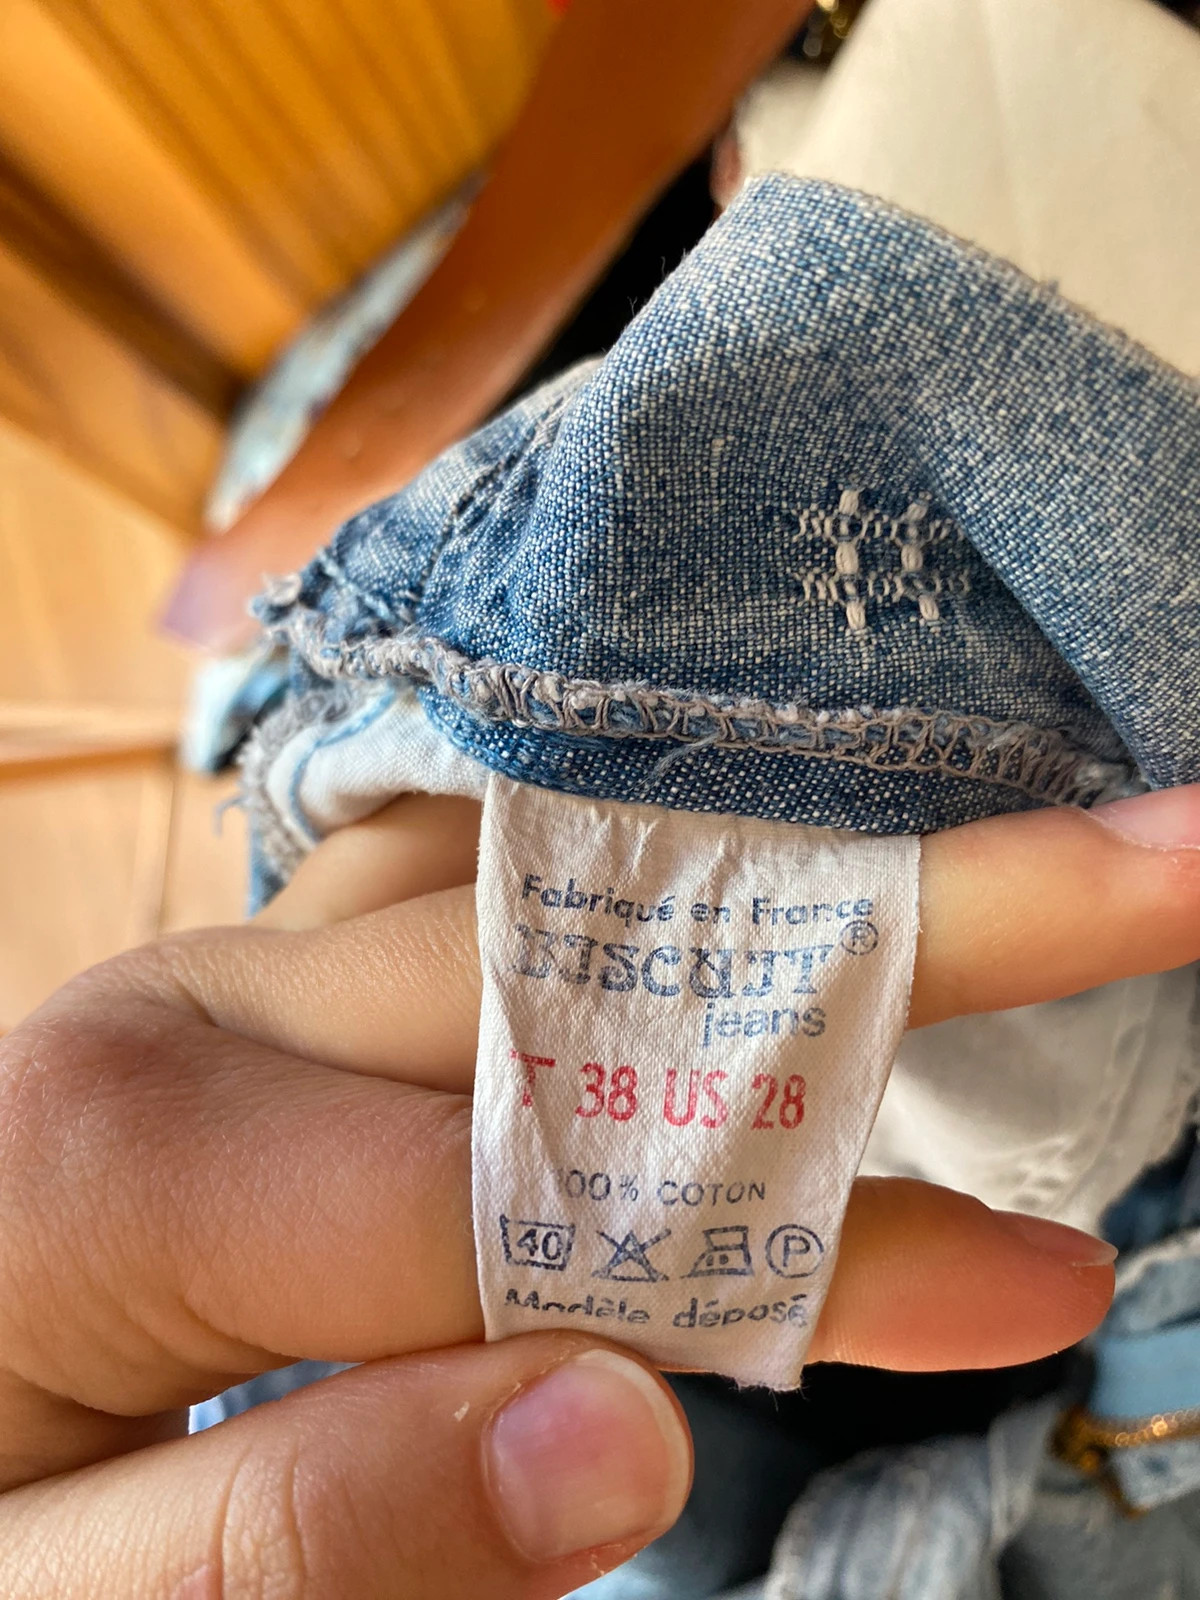 Fabriqué en France
BISCUIT®
jeans
T 38 US 28
100% COTON
40 P
Modèle déposé